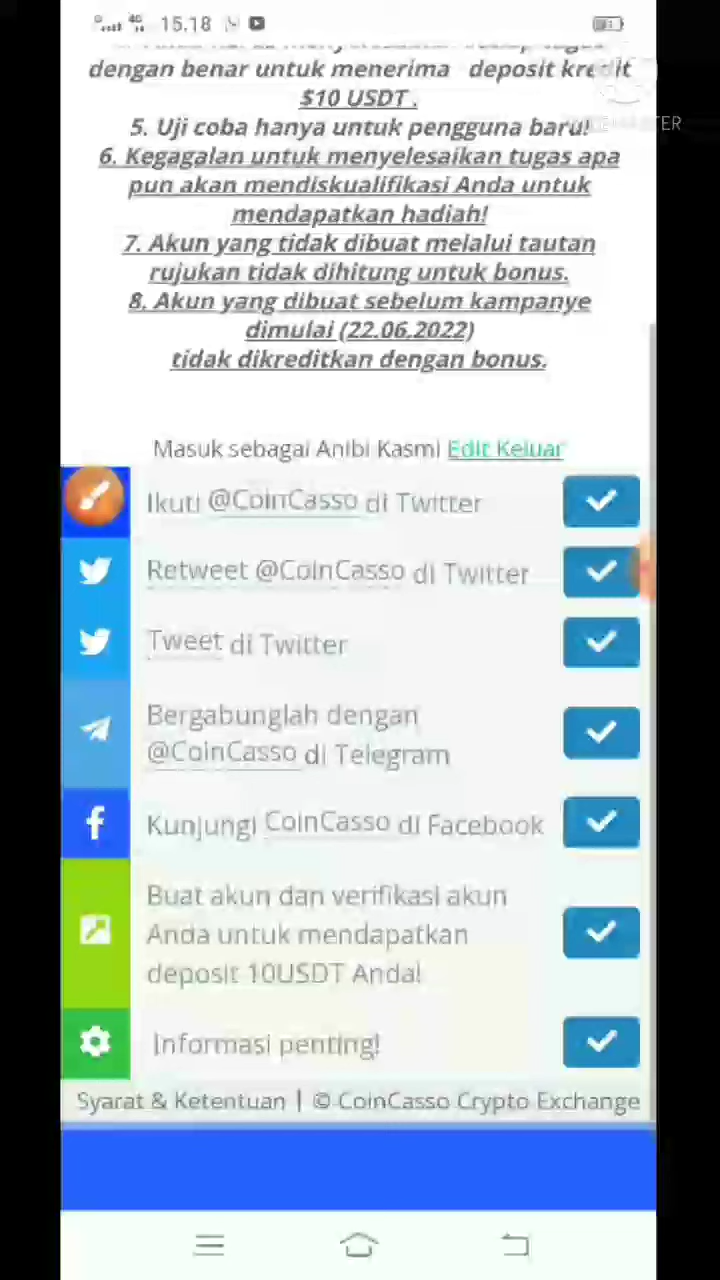 4G 15.18
dengan benar untuk menerima deposit kredit
$10 USDT .
5. Uji coba hanya untuk pengguna baru!
6. Kegagalan untuk menyelesaikan tugas apa
pun akan mendiskualifikasi Anda untuk
mendapatkan hadiah!
7. Akun yang tidak dibuat melalui tautan
rujukan tidak dihitung untuk bonus.
8. Akun yang dibuat sebelum kampanye
dimulai (22.06.2022)
tidak dikreditkan dengan bonus.
Masuk sebagai Anibi Kasmi Edit Keluar
Ikuti @CoinCasso di Twitter
Retweet @CoinCasso di Twitter
Tweet di Twitter
Bergabunglah dengan
@CoinCasso di Telegram
Kunjungi CoinCasso di Facebook
Buat akun dan verifikasi akun
Anda untuk mendapatkan
deposit 10USDT Anda!
Informasi penting!
Syarat & Ketentuan | © CoinCasso Crypto Exchange